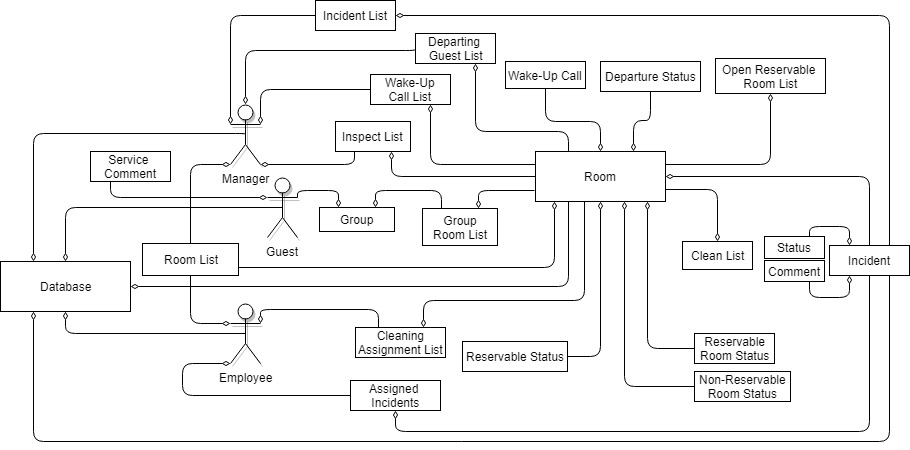 Incident List
Departing
Guest List
Wake-Up Call
Departure Status
Open Reservable
Room List
Wake-Up
Call List
Inspect List
Service
Comment
Manager
Room
Group
Group
Room List
Guest
Status
Comment
Incident
Clean List
Room List
Database
Employee
Cleaning
Assignment List
Reservable Status
Reservable
Room Status
Non-Reservable
Room Status
Assigned
Incidents